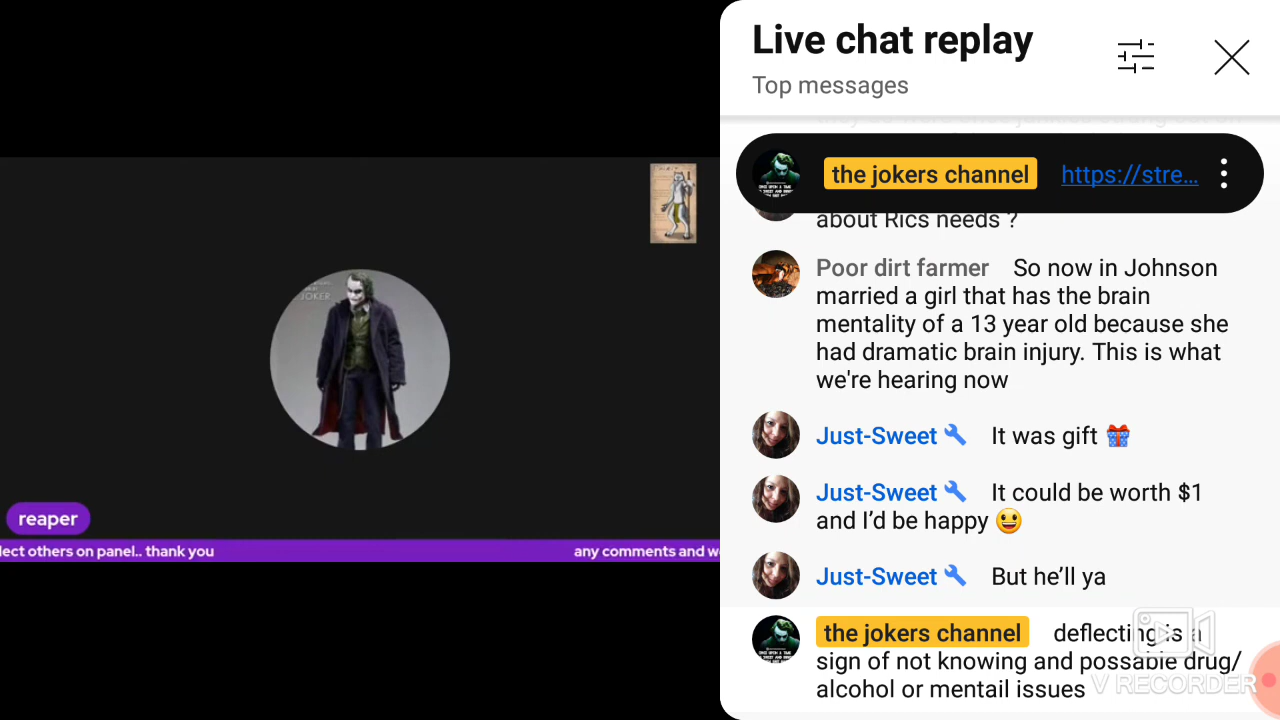 Live chat replay
Top messages
the jokers channel https://stre...
about Rics needs ?
Poor dirt farmer So now in Johnson
married a girl that has the brain
mentality of a 13 year old because she
had dramatic brain injury. This is what
we're hearing now
Just-Sweet It was gift
Just-Sweet It could be worth $1
and I’d be happy
Just-Sweet But he’ll ya
the jokers channel deflecting is a
sign of not knowing and possable drug/
alcohol or mentail issues
V RECORDER
JOKER
reaper
lect others on panel.. thank you any comments and w